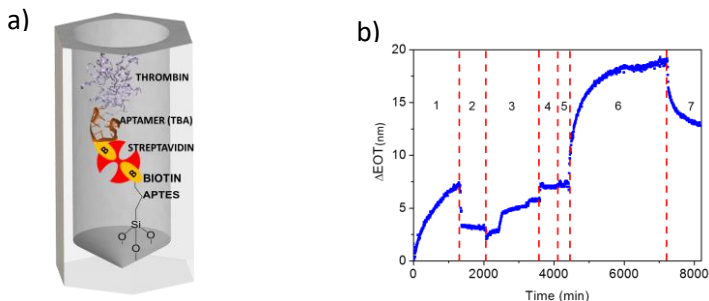 a)
THROMBIN
APTAMER (TBA)
B
STREPTAVIDIN
B
BIOTIN
APTES
Si
O O
O
b)
20
15
10
5
0
ΔEOT(nm)
1 2 3 4 5 6 7
0 2000 4000 6000 8000
Time (min)